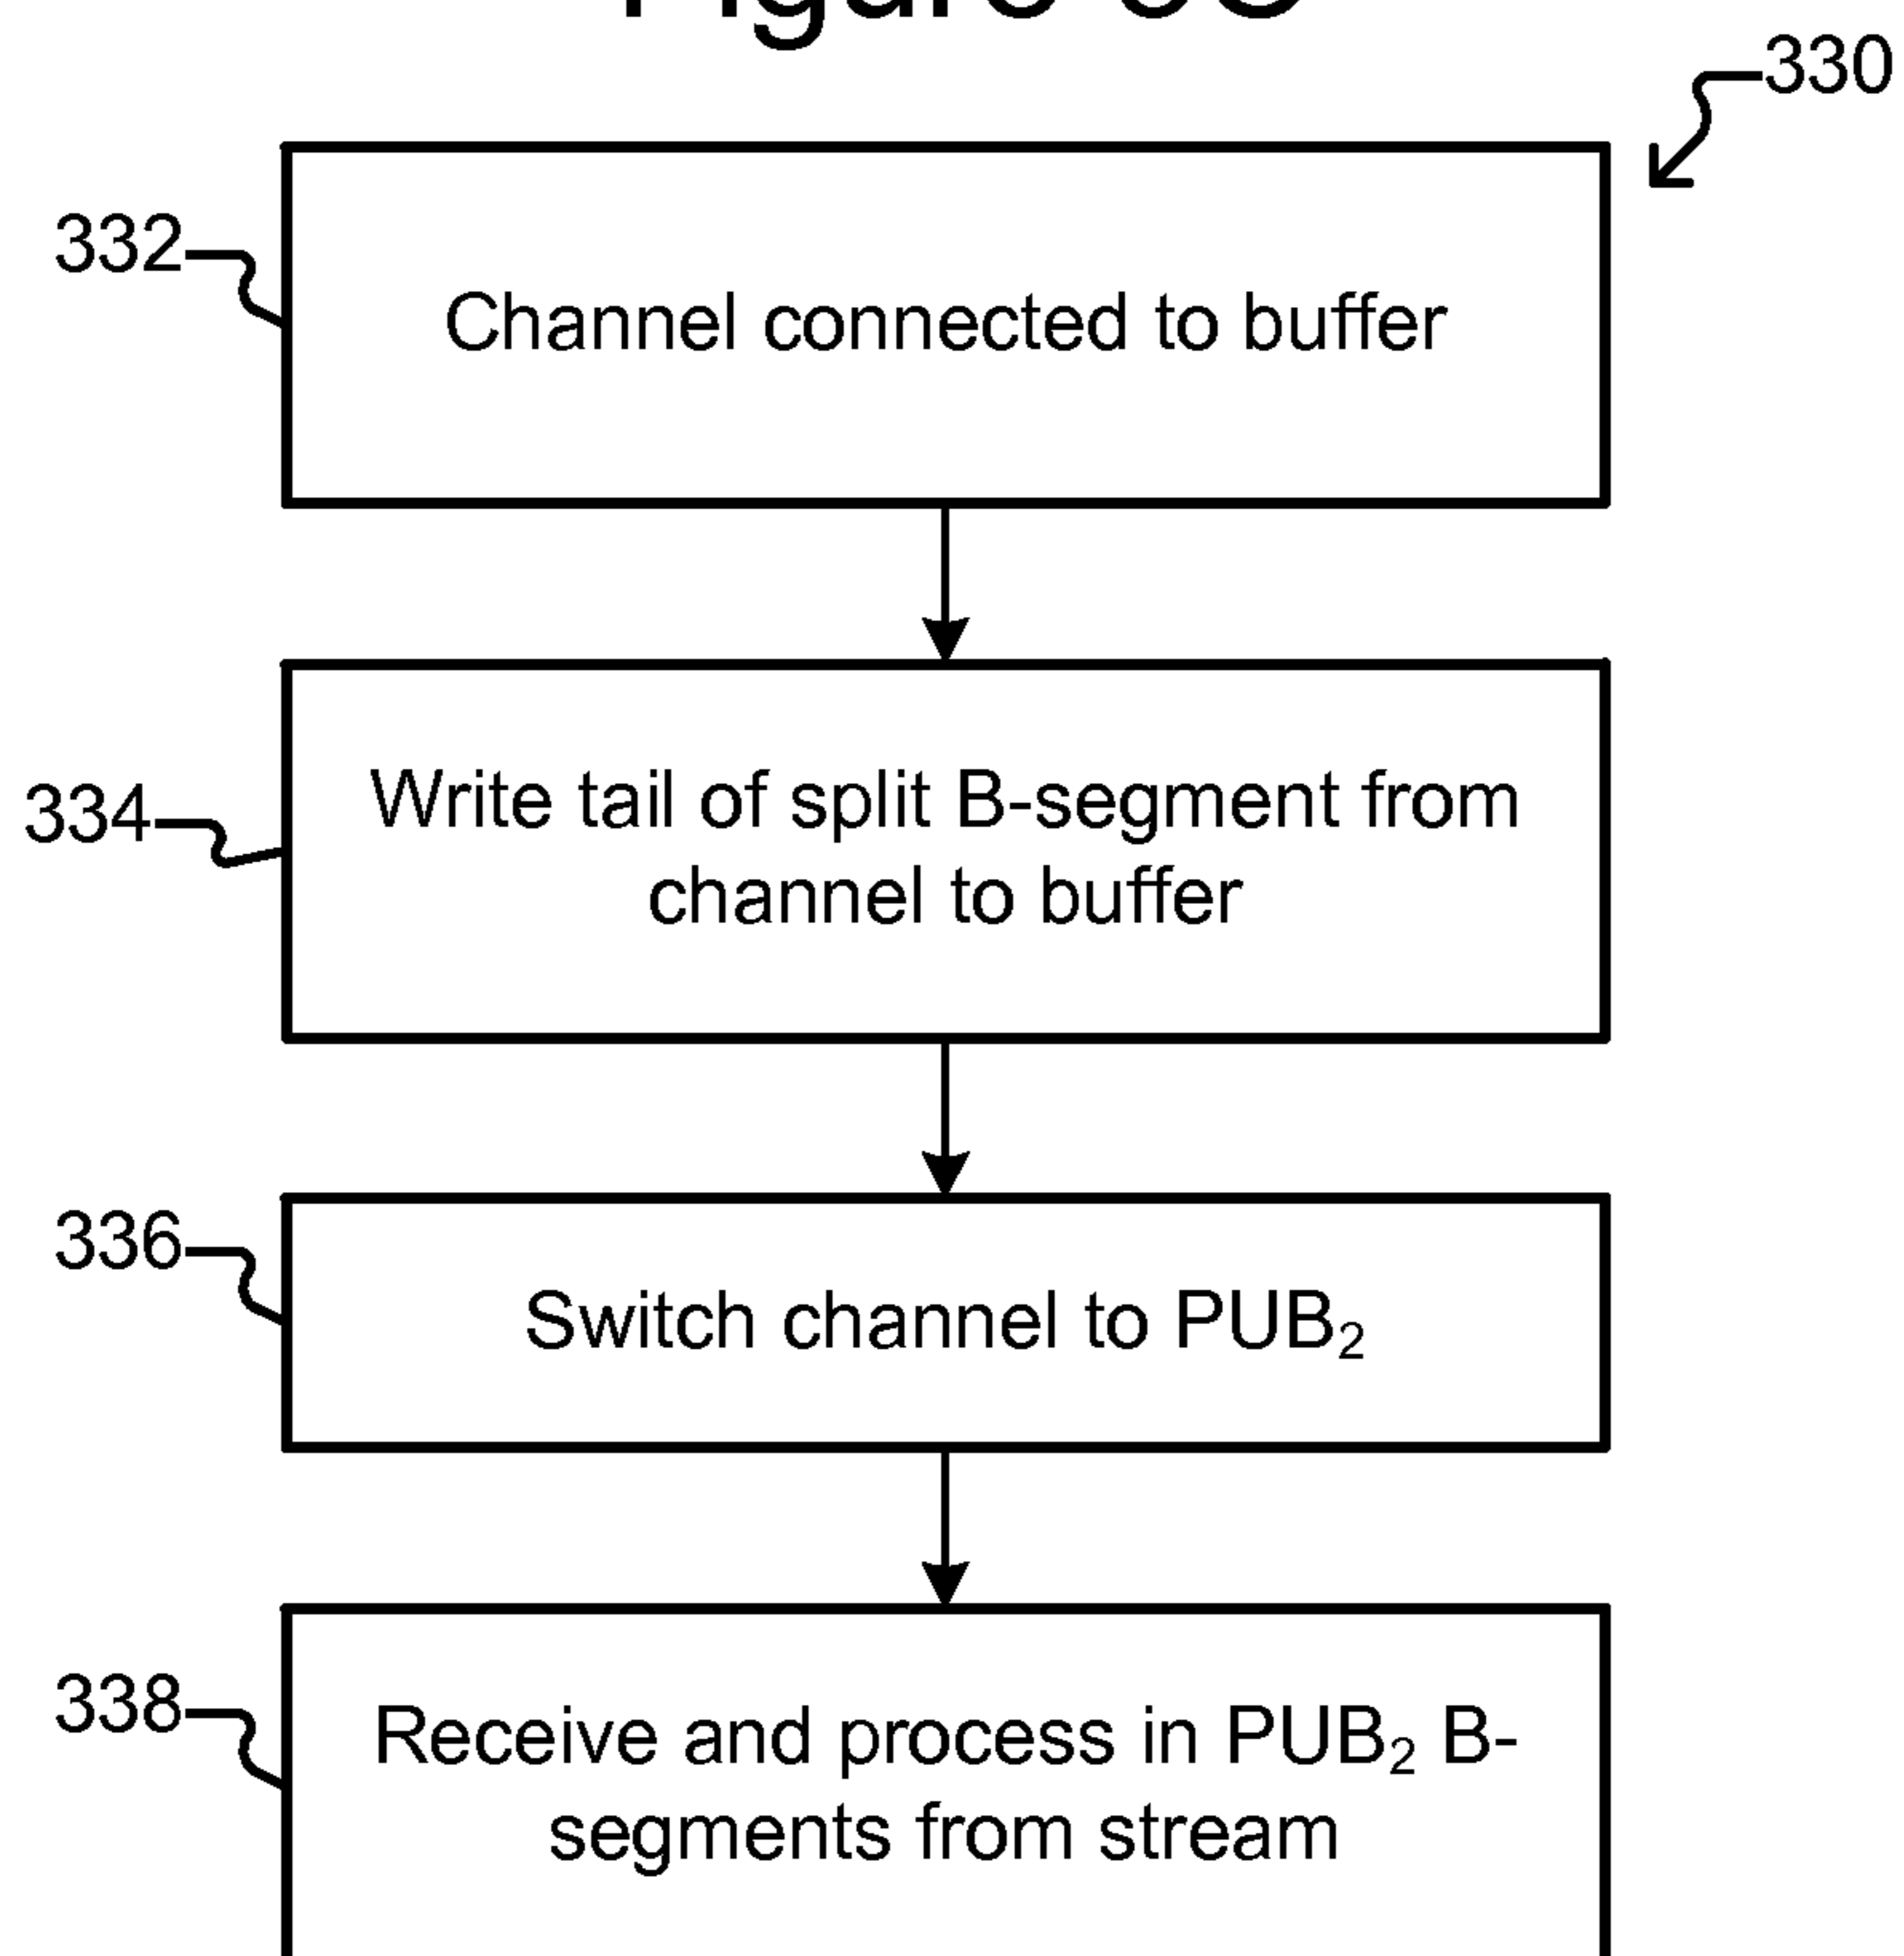 330
332
Channel connected to buffer
334
Write tail of split B-segment from
channel to buffer
336
Switch channel to PUB₂
338
Receive and process in PUB₂ B-
segments from stream